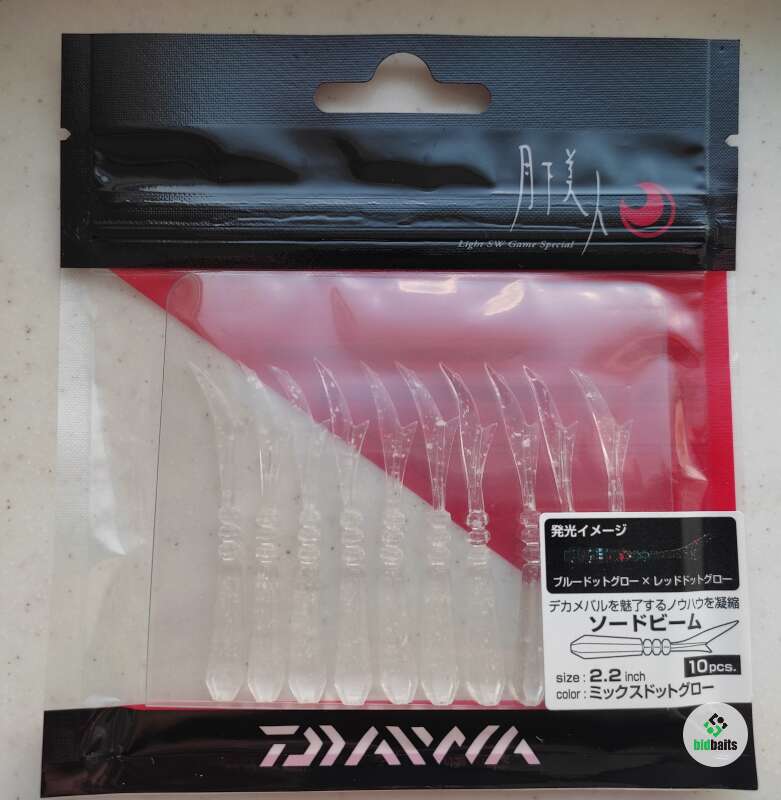 月下美人
Light SW Game Special
発光イメージ
ブルードットグロー×レッドドットグロー
デカメバルを魅了するノウハウを凝縮
ソードビーム
10pcs.
size : 2.2 inch
color : ミックスドットグロー
DAIWA
bidbaits